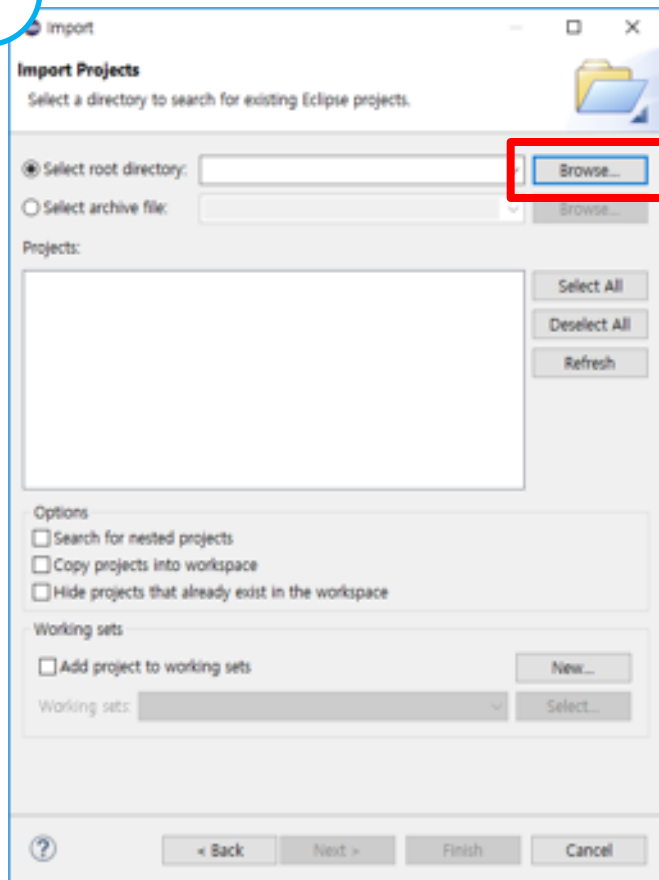 Import
Import Projects
Select a directory to search for existing Eclipse projects.
Select root directory:
Browse...
Select archive file:
Browse...
Projects:
Select All
Deselect All
Refresh
Options
Search for nested projects
Copy projects into workspace
Hide projects that already exist in the workspace
Working sets
Add project to working sets
New...
Working sets:
Select...
?
< Back
Next >
Finish
Cancel